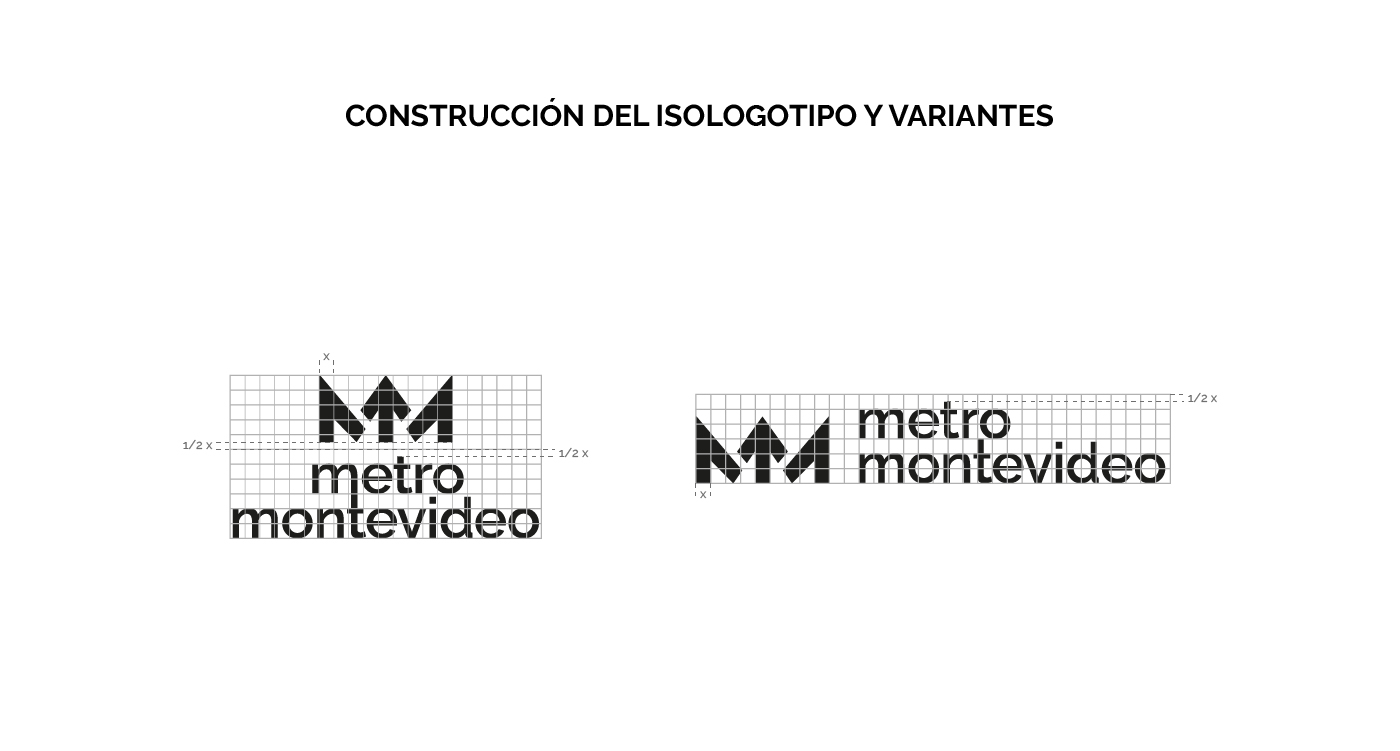 CONSTRUCCIÓN DEL ISOLOGOTIPO Y VARIANTES
x
1/2 x
1/2 x
metro
montevideo
1/2 x
metro
montevideo
x